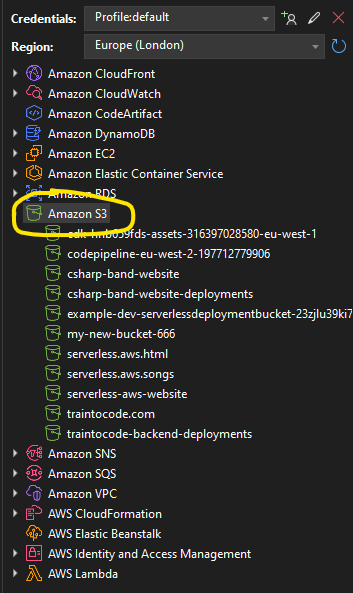 Credentials: Profile:default
Region: Europe (London)
Amazon CloudFront
Amazon CloudWatch
Amazon CodeArtifact
Amazon DynamoDB
Amazon EC2
Amazon Elastic Container Service
Amazon RDS
Amazon S3
cdk-hnb659fds-assets-316397028580-eu-west-1
codepipeline-eu-west-2-197712779906
csharp-band-website
csharp-band-website-deployments
example-dev-serverlessdeploymentbucket-23zjlu39ki7
my-new-bucket-666
serverless.aws.html
serverless.aws.songs
serverless-aws-website
traintocode.com
traintocode-backend-deployments
Amazon SNS
Amazon SQS
Amazon VPC
AWS CloudFormation
AWS Elastic Beanstalk
AWS Identity and Access Management
AWS Lambda